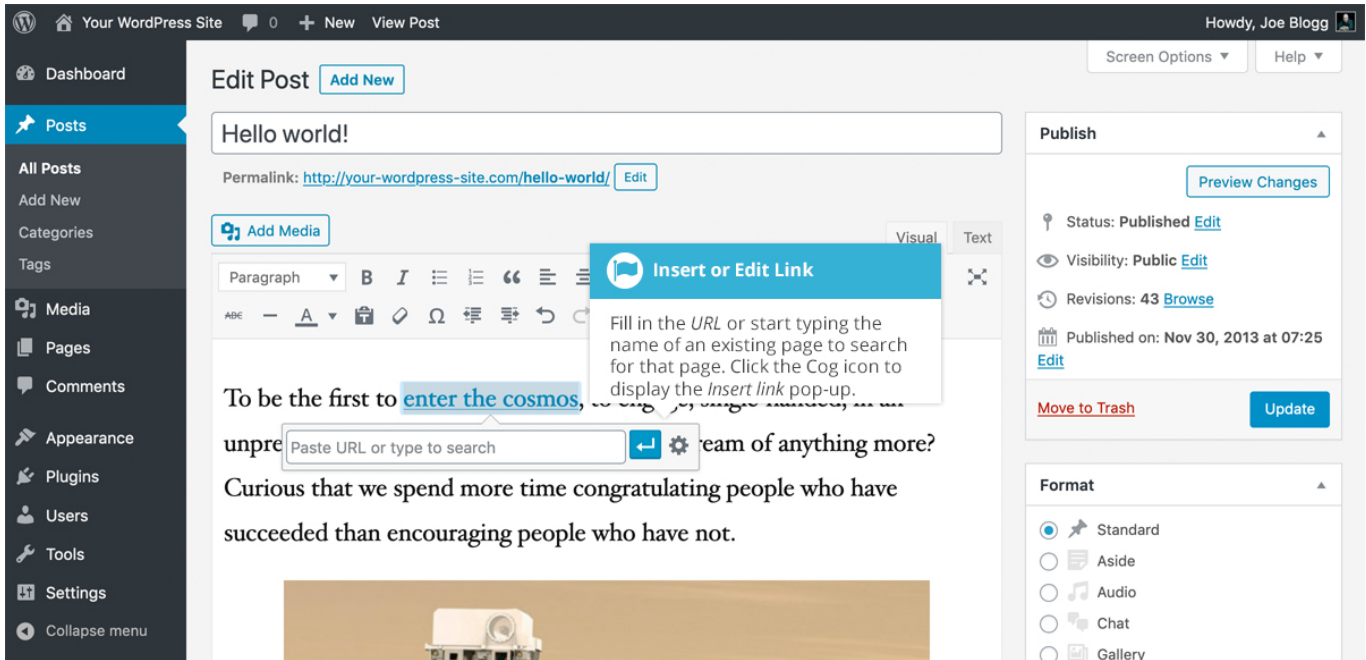 Your WordPress Site 0 + New View Post Howdy, Joe Blogg
Dashboard
Posts
All Posts
Add New
Categories
Tags
Media
Pages
Comments
Appearance
Plugins
Users
Tools
Settings
Collapse menu
Screen Options ▼ Help ▼
Edit Post Add New
Hello world!
Permalink: http://your-wordpress-site.com/hello-world/ Edit
Add Media
Visual Text
Paragraph ▼ B I
ABC A ▼ T Ω
Insert or Edit Link
Fill in the URL or start typing the
name of an existing page to search
for that page. Click the Cog icon to
display the Insert link pop-up.
To be the first to enter the cosmos,
unpre
Paste URL or type to search
ream of anything more?
Curious that we spend more time congratulating people who have
succeeded than encouraging people who have not.
Publish
Preview Changes
Status: Published Edit
Visibility: Public Edit
Revisions: 43 Browse
Published on: Nov 30, 2013 at 07:25
Edit
Move to Trash Update
Format
Standard
Aside
Audio
Chat
Gallery